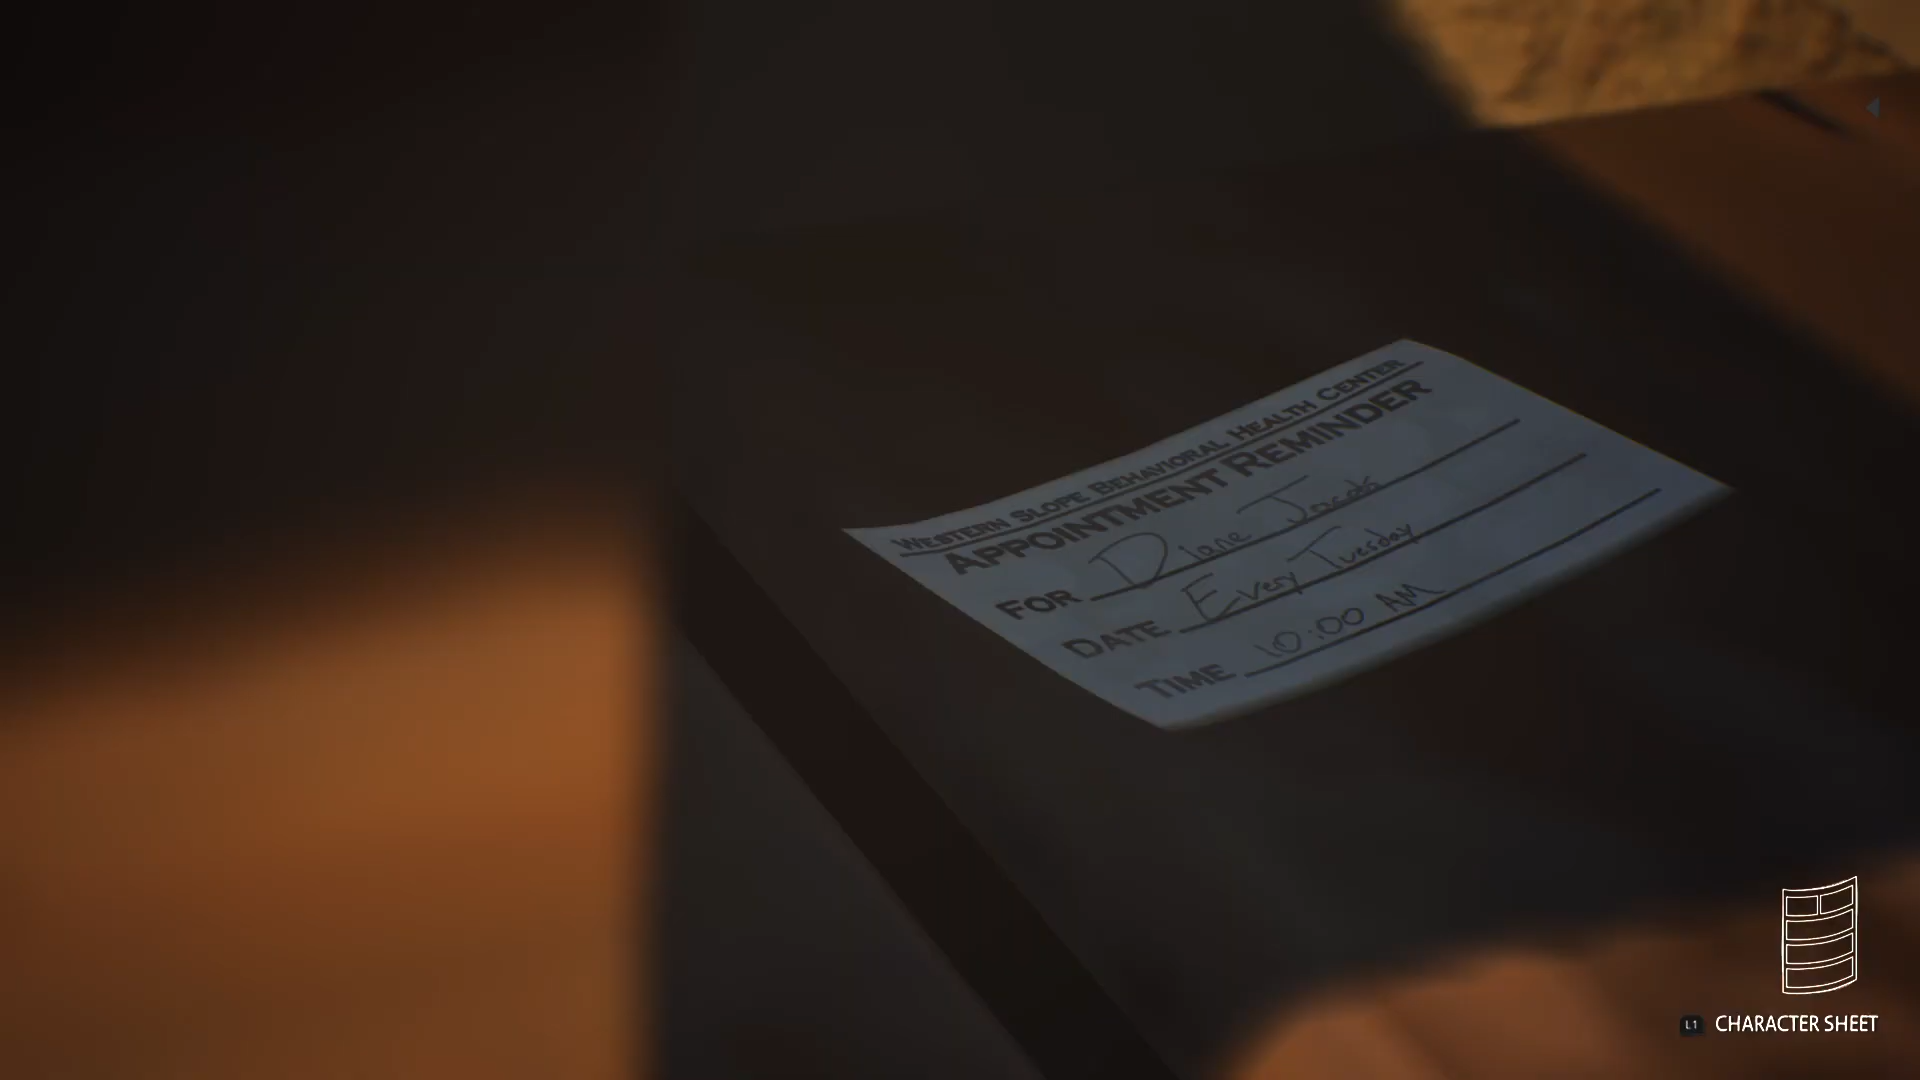 WESTERN SLOPE BEHAVIORAL HEALTH CENTER
APPOINTMENT REMINDER
FOR Diane Jacobs
DATE Every Tuesday
TIME 10:00 AM
L1 CHARACTER SHEET